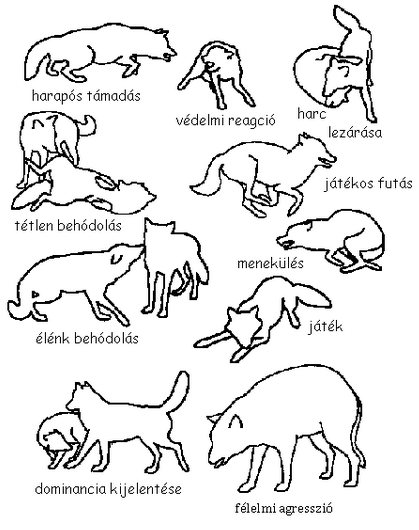 harapós támadás
védelmi reagció
harc
lezárása
tétlen behódolás
játékos futás
menekülés
élénk behódolás
játék
dominancia kijelentése
félelmi agresszió